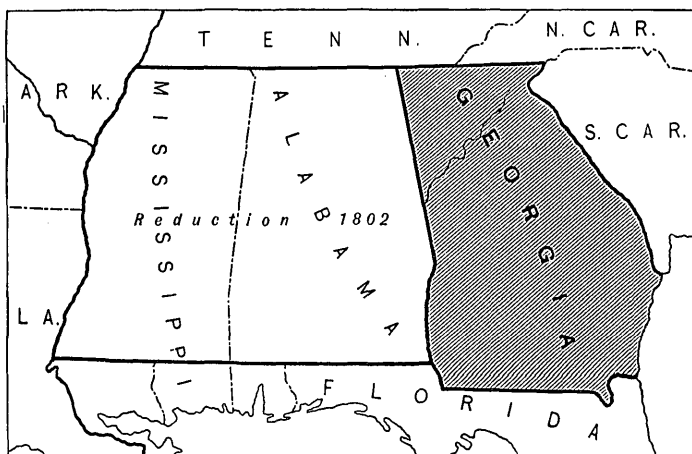 TENN.
N. CAR.
ARK.
MISSISSIPPI
ALABAMA
GEORGIA
S. CAR.
Reduction 1802
LA.
FLORIDA